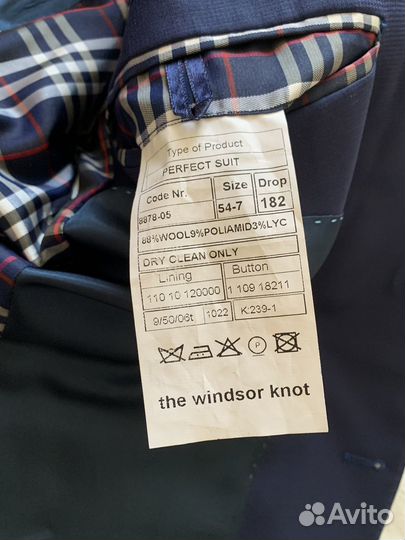 Type of Product
PERFECT SUIT
Code Nr. Size Drop
8878-05 54-7 182
88%WOOL9%POLIAMID3%LYC
DRY CLEAN ONLY
Lining Button
110 10 120000 1 109 18211
9/50/06t 1022 K:239-1
P
the windsor knot
Avito